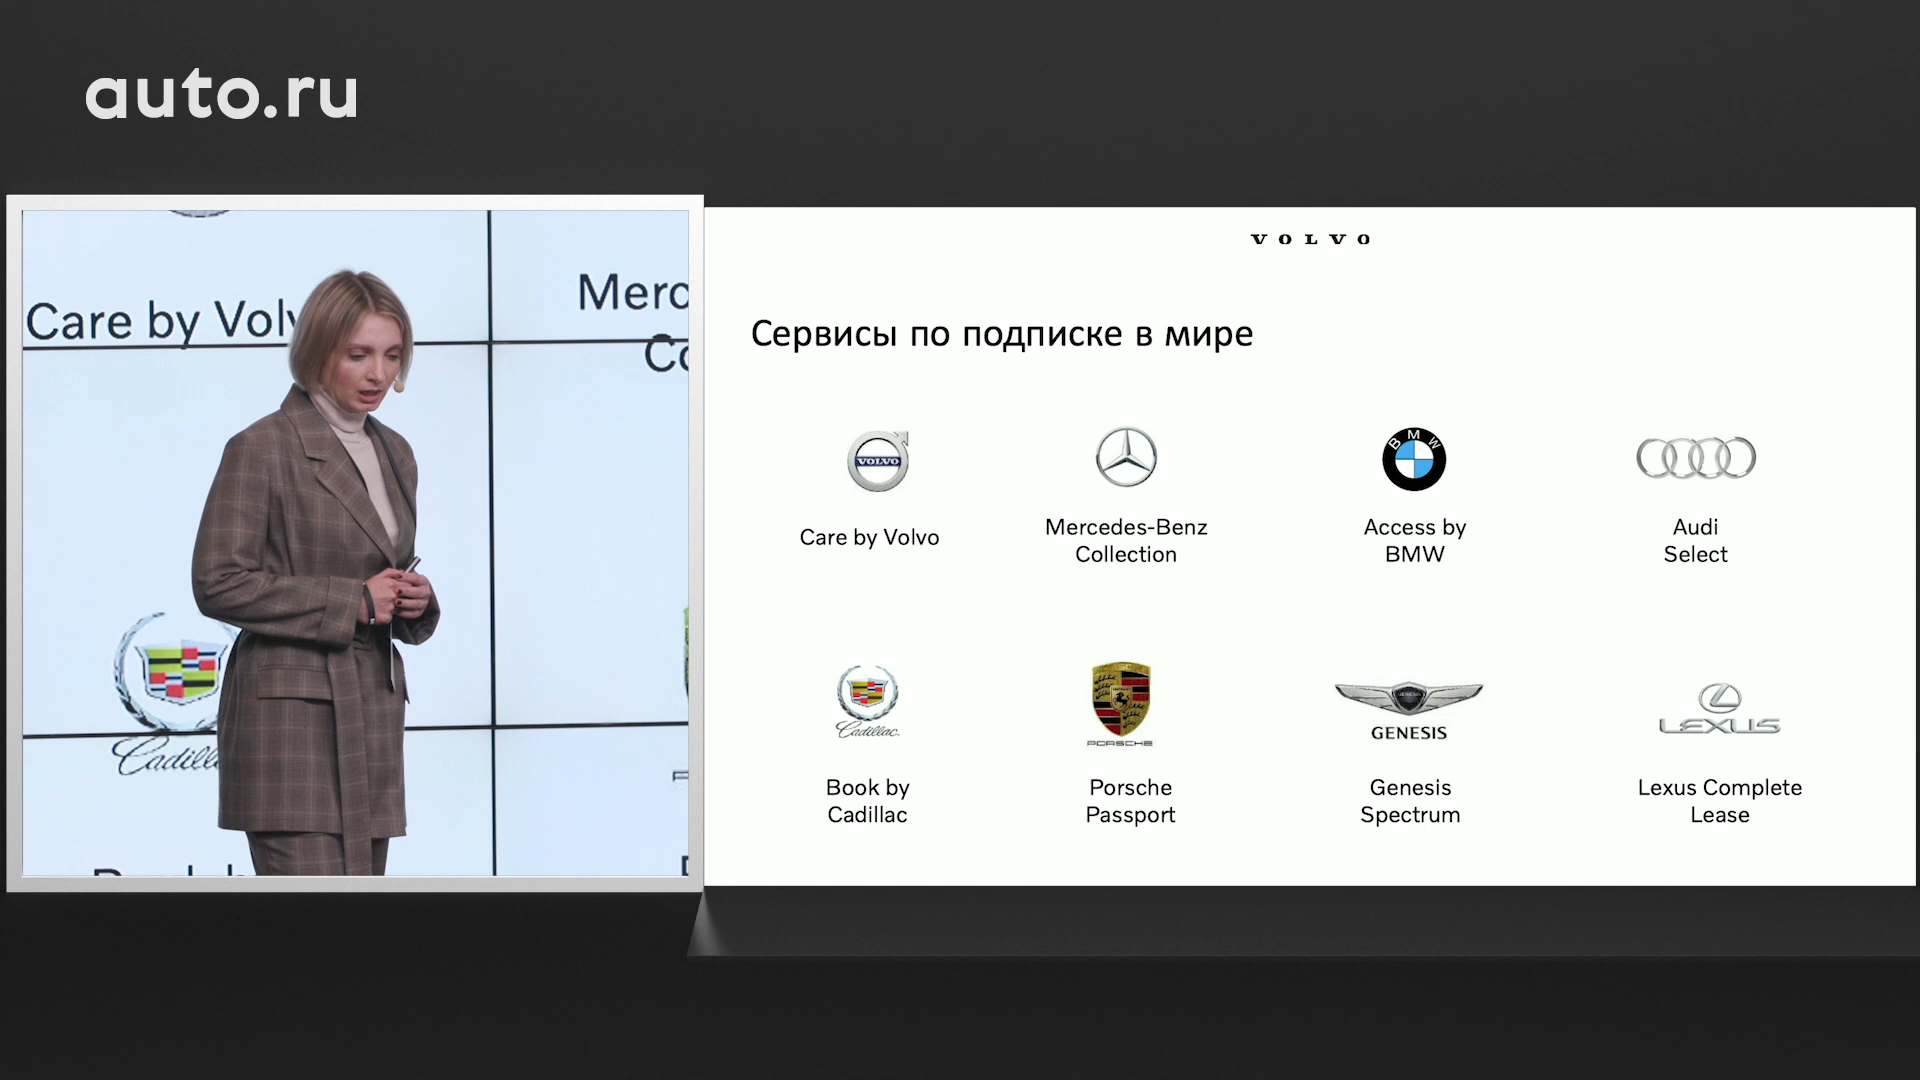 auto.ru
Care by Volv
Merc
Co
Cadilla
VOLVO
Сервисы по подписке в мире
VOLVO
BMW
Care by Volvo
Mercedes-Benz
Collection
Access by
BMW
Audi
Select
Cadillac
PORSCHE
GENESIS
GENESIS
LEXUS
Book by
Cadillac
Porsche
Passport
Genesis
Spectrum
Lexus Complete
Lease